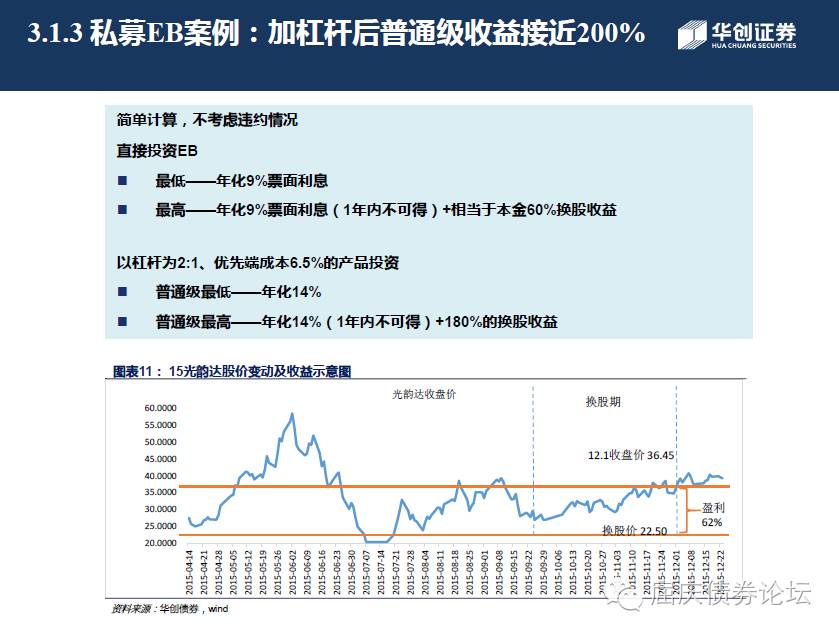 3.1.3 私募EB案例：加杠杆后普通级收益接近200%
华创证券
HUA CHUANG SECURITIES
简单计算，不考虑违约情况
直接投资EB
■ 最低——年化9%票面利息
■ 最高——年化9%票面利息（1年内不可得）+相当于本金60%换股收益
以杠杆为2:1、优先端成本6.5%的产品投资
■ 普通级最低——年化14%
■ 普通级最高——年化14%（1年内不可得）+180%的换股收益
图表11： 15光韵达股价变动及收益示意图
光韵达收盘价
换股期
60.0000
55.0000
50.0000
45.0000
40.0000
35.0000
30.0000
25.0000
20.0000
12.1收盘价 36.45
盈利
62%
换股价 22.50
2015-04-14
2015-04-21
2015-04-28
2015-05-05
2015-05-12
2015-05-19
2015-05-26
2015-06-02
2015-06-09
2015-06-16
2015-06-23
2015-06-30
2015-07-07
2015-07-14
2015-07-21
2015-07-28
2015-08-04
2015-08-11
2015-08-18
2015-08-25
2015-09-01
2015-09-08
2015-09-15
2015-09-22
2015-09-29
2015-10-06
2015-10-13
2015-10-20
2015-10-27
2015-11-03
2015-11-10
2015-11-17
2015-11-24
2015-12-01
2015-12-08
2015-12-15
2015-12-22
资料来源：华创债券，wind
屈庆债券论坛